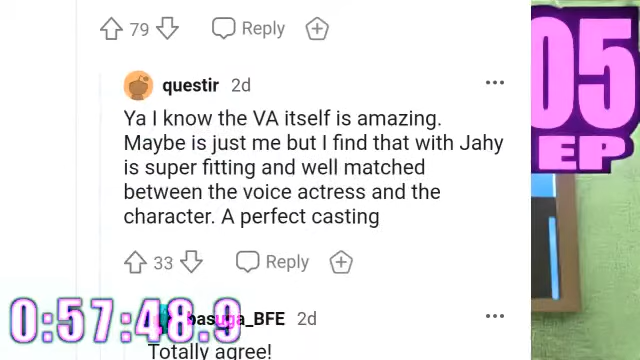 79 Reply
questir 2d
Ya I know the VA itself is amazing.
Maybe is just me but I find that with Jahy
is super fitting and well matched
between the voice actress and the
character. A perfect casting
33 Reply
basuga_BFE 2d
Totally agree!
0:57:48.9
05
EP